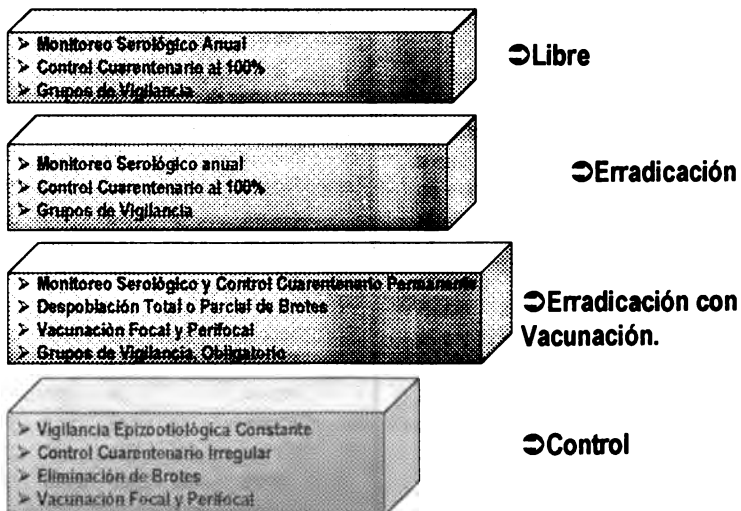 ➢ Monitoreo Serológico Anual
➢ Control Cuarentenario al 100%
➢ Grupos de Vigilancia
➲Libre
➢ Monitoreo Serológico anual
➢ Control Cuarentenario al 100%
➢ Grupos de Vigilancia
➲Erradicación
➢ Monitoreo Serológico y Control Cuarentenario Permanente
➢ Despoblación Total o Parcial de Brotes
➢ Vacunación Focal y Perifocal
➢ Grupos de Vigilancia, Obligatorio
➲Erradicación con
Vacunación.
➢ Vigilancia Epizootiológica Constante
➢ Control Cuarentenario Irregular
➢ Eliminación de Brotes
➢ Vacunación Focal y Perifocal
➲Control